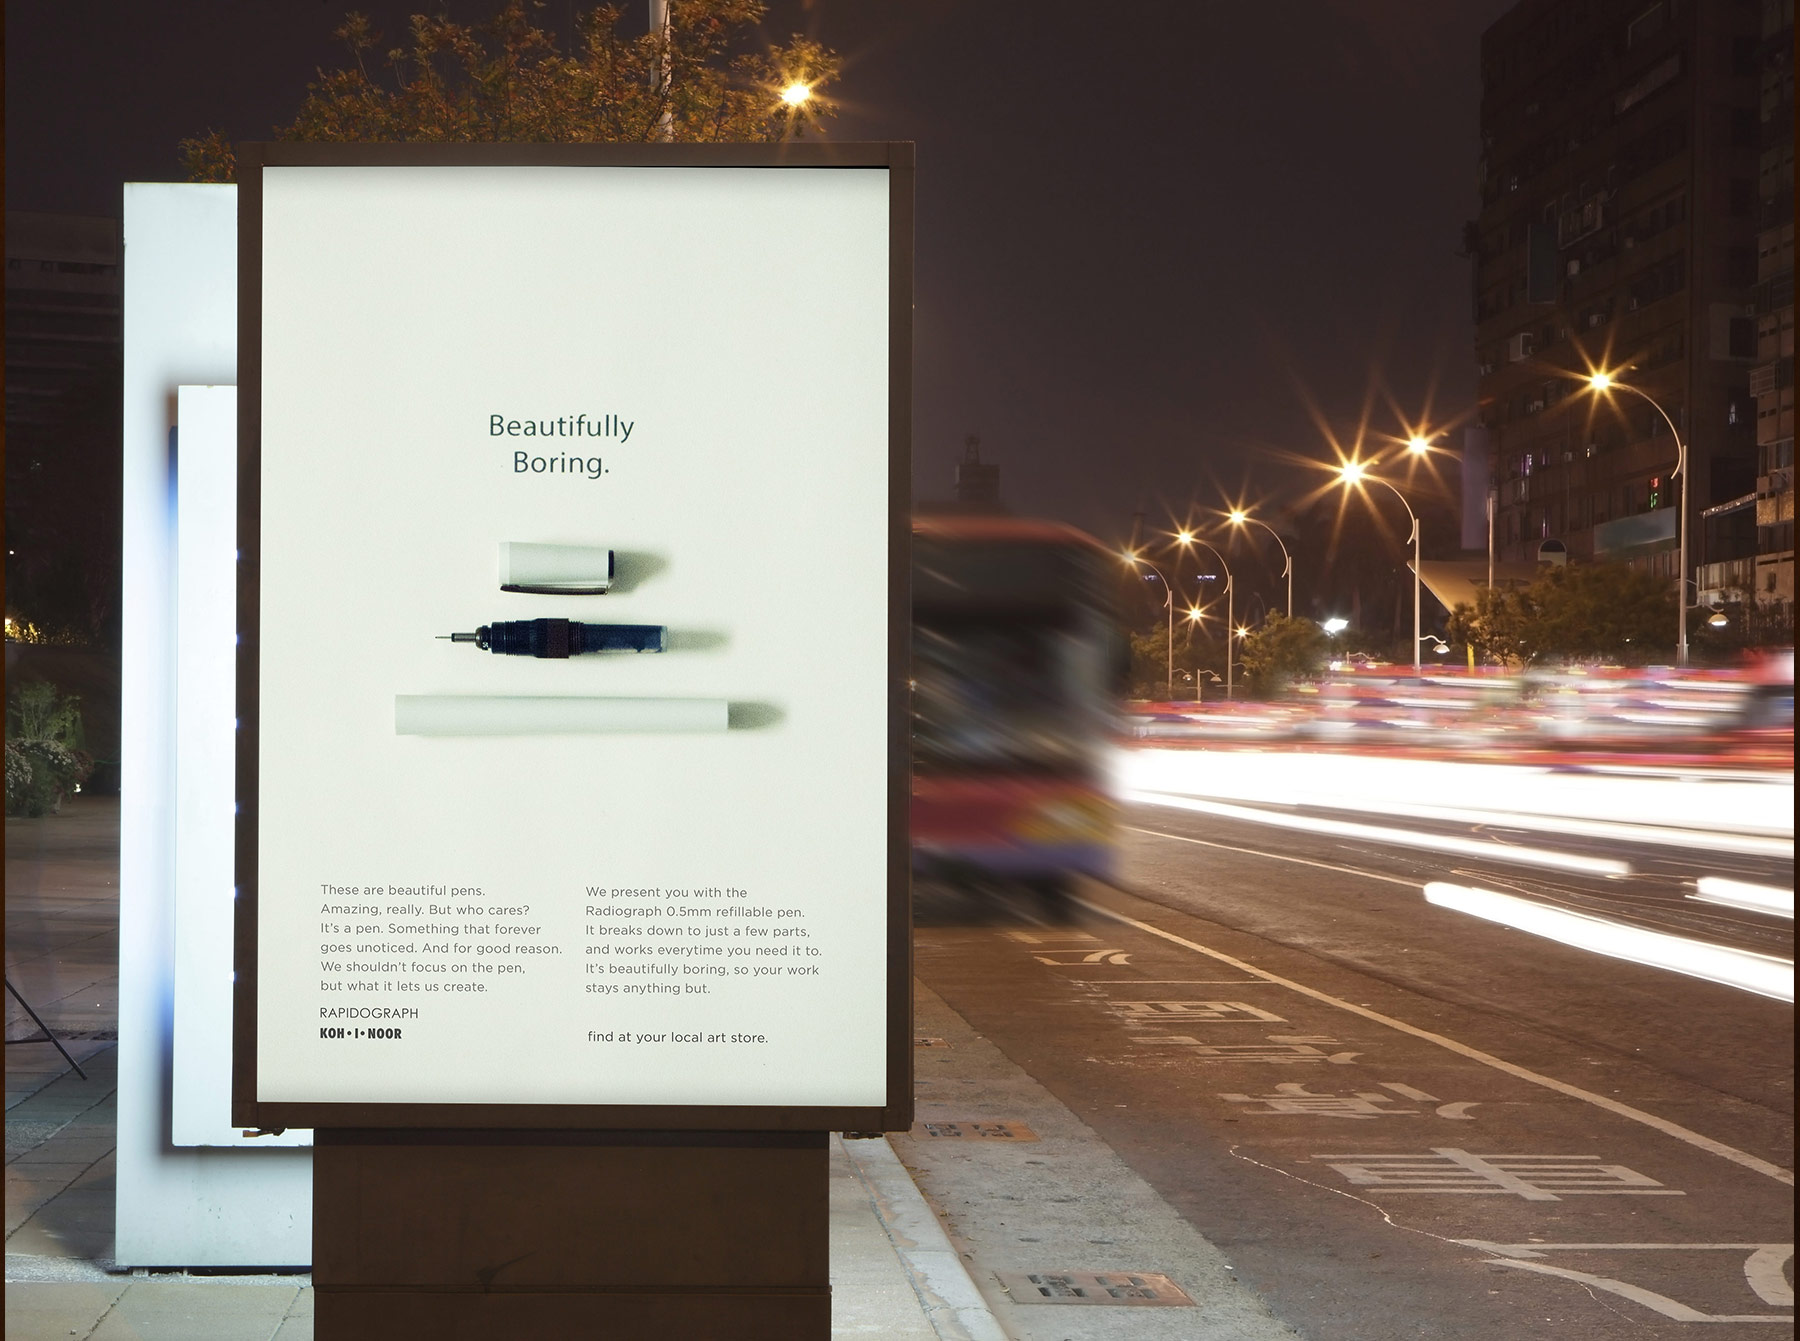 Beautifully
Boring.
These are beautiful pens.
Amazing, really. But who cares?
It's a pen. Something that forever
goes unoticed. And for good reason.
We shouldn't focus on the pen,
but what it lets us create.
RAPIDOGRAPH
KOH•I•NOOR
We present you with the
Radiograph 0.5mm refillable pen.
It breaks down to just a few parts,
and works everytime you need it to.
It's beautifully boring, so your work
stays anything but.
find at your local art store.